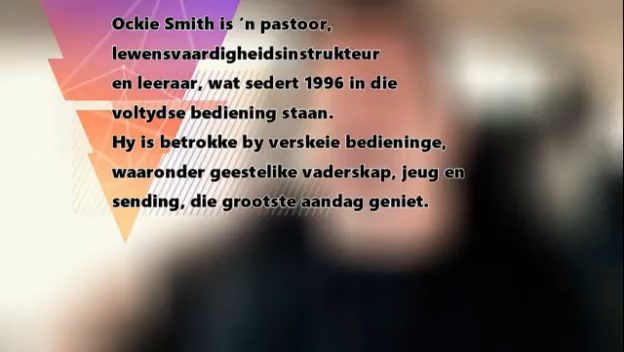 Ockie Smith is ´n pastoor,
lewensvaardigheidsinstrukteur
en leeraar, wat sedert 1996 in die
voltydse bediening staan.
Hy is betrokke by verskeie bedieninge,
waaronder geestelike vaderskap, jeug en
sending, die grootste aandag geniet.